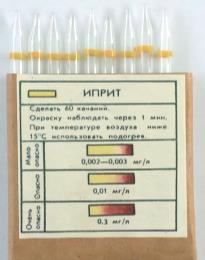 ИПРИТ
Сделать 60 качаний.
Окраску наблюдать через 1 мин.
При температуре воздуха ниже
15°С использовать подогрев.
Мало опасно
0,002—0,003 мг/л
Опасно
0,01 мг/л
Очень опасно
0.3 мг/л